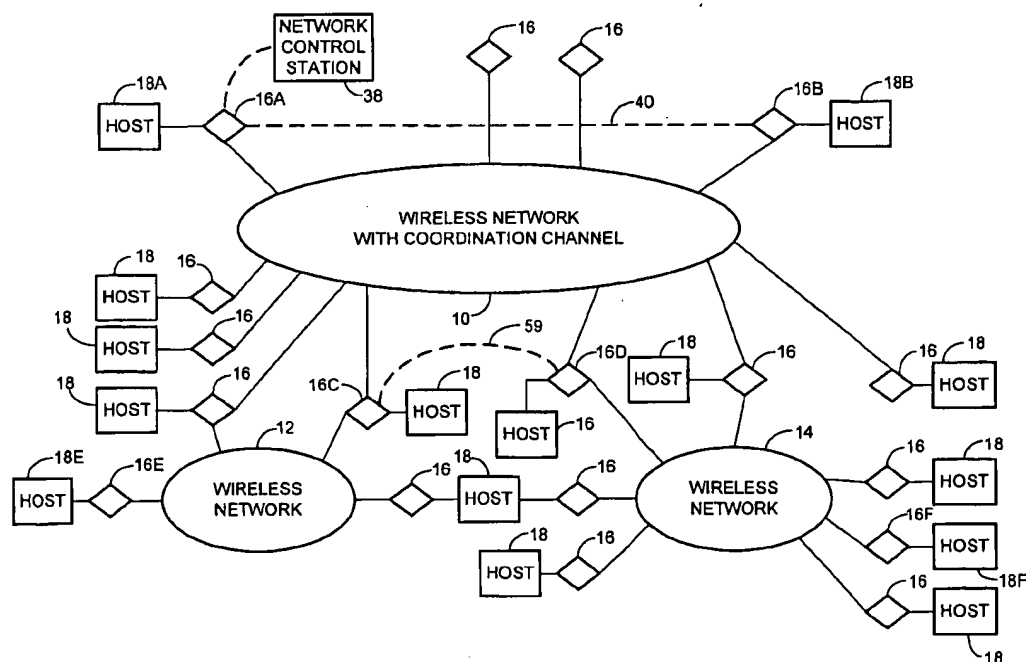 NETWORK
CONTROL
STATION
16
16
18A
16A
38
16B
18B
HOST
40
HOST
WIRELESS NETWORK
WITH COORDINATION CHANNEL
18
16
HOST
10
59
18
16
HOST
16D
18
16
16
18
HOST
18
16
16C
18
HOST
HOST
HOST
HOST
16
12
14
18E
16E
16
18
16
16
18
HOST
WIRELESS
NETWORK
HOST
WIRELESS
NETWORK
HOST
16F
HOST
18F
18
16
HOST
16
HOST
18